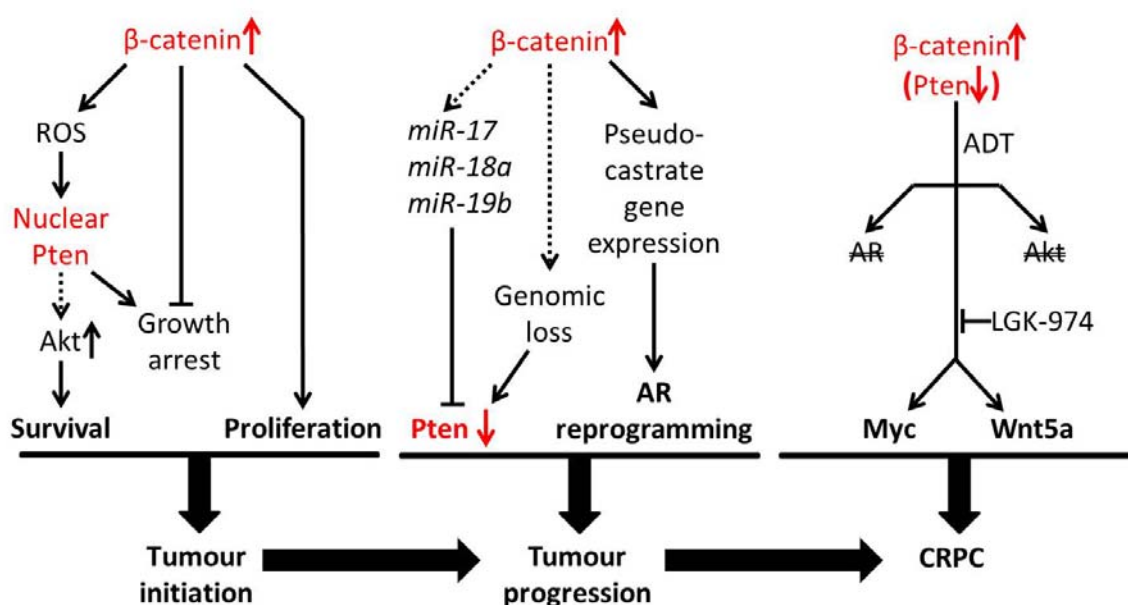 β-catenin↑
ROS
Nuclear
Pten
Akt↑
Growth
arrest
Survival
Proliferation
Tumour
initiation
β-catenin↑
miR-17
miR-18a
miR-19b
Pseudo-
castrate
gene
expression
Genomic
loss
Pten ↓
AR
reprogramming
Tumour
progression
β-catenin↑
(Pten↓)
ADT
AR
Akt
LGK-974
Myc
Wnt5a
CRPC